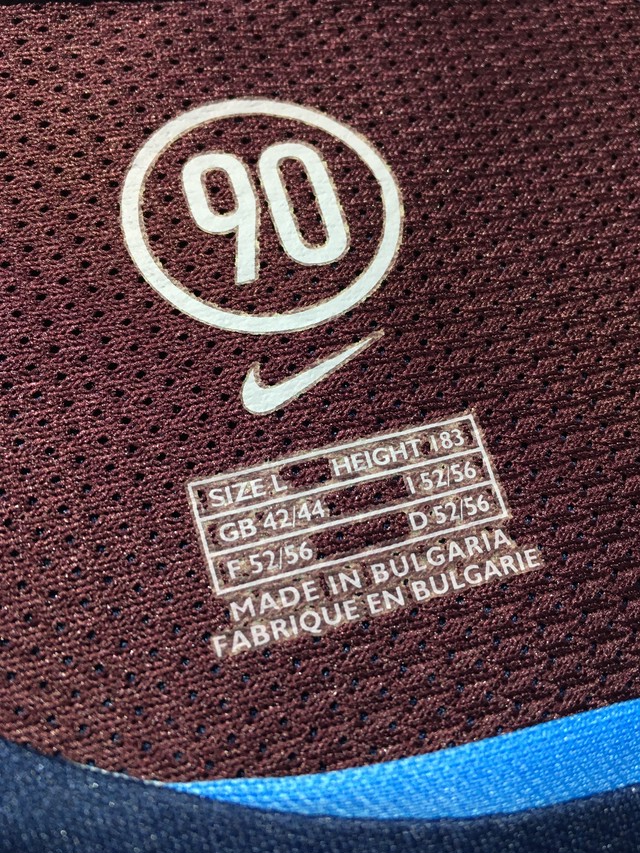 90
SIZE L HEIGHT 183
GB 42/44 I 52/56
F 52/56 D 52/56
MADE IN BULGARIA
FABRIQUE EN BULGARIE